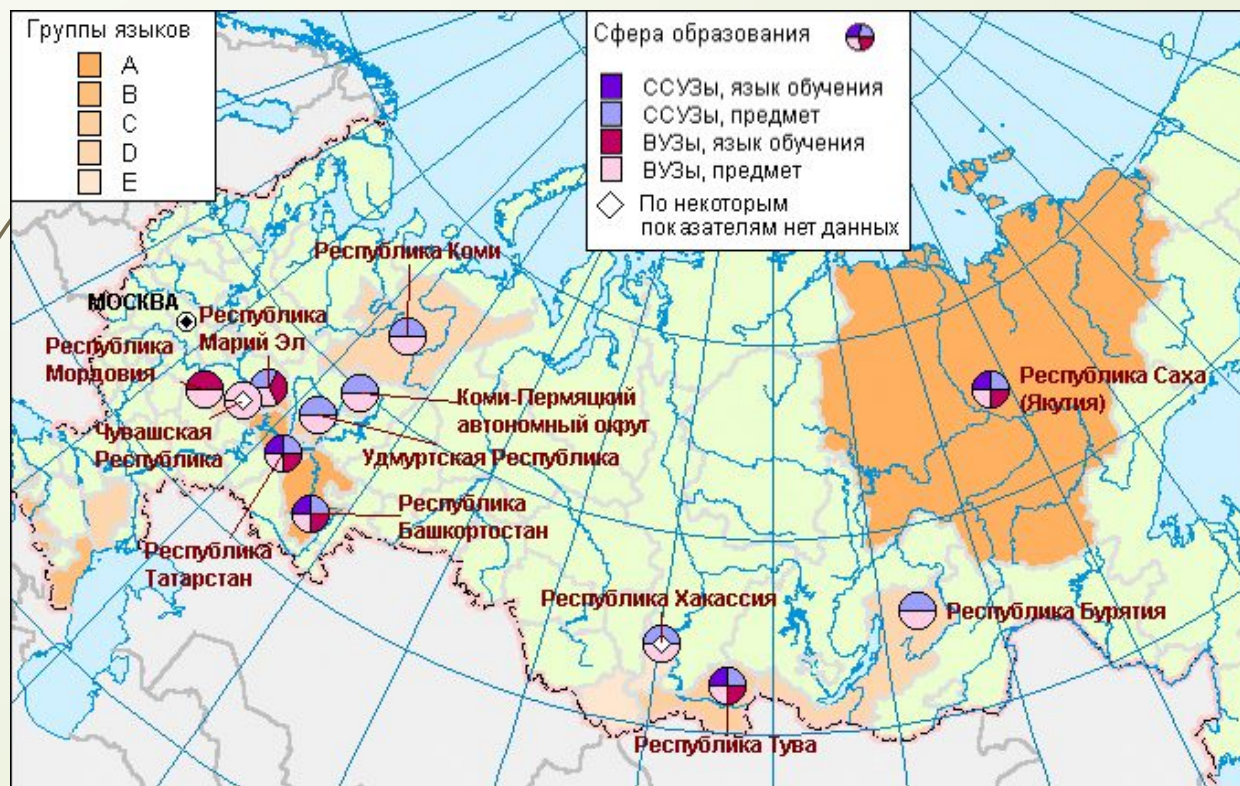 Группы языков
A
B
C
D
E
Сфера образования
ССУЗы, язык обучения
ССУЗы, предмет
ВУЗы, язык обучения
ВУЗы, предмет
По некоторым
показателям нет данных
Республика Коми
МОСКВА
Республика
Марий Эл
Республика
Мордовия
Чувашская
Республика
Коми-Пермяцкий
автономный округ
Удмуртская Республика
Республика
Башкортостан
Республика
Татарстан
Республика Саха
(Якутия)
Республика Хакассия
Республика Бурятия
Республика Тува